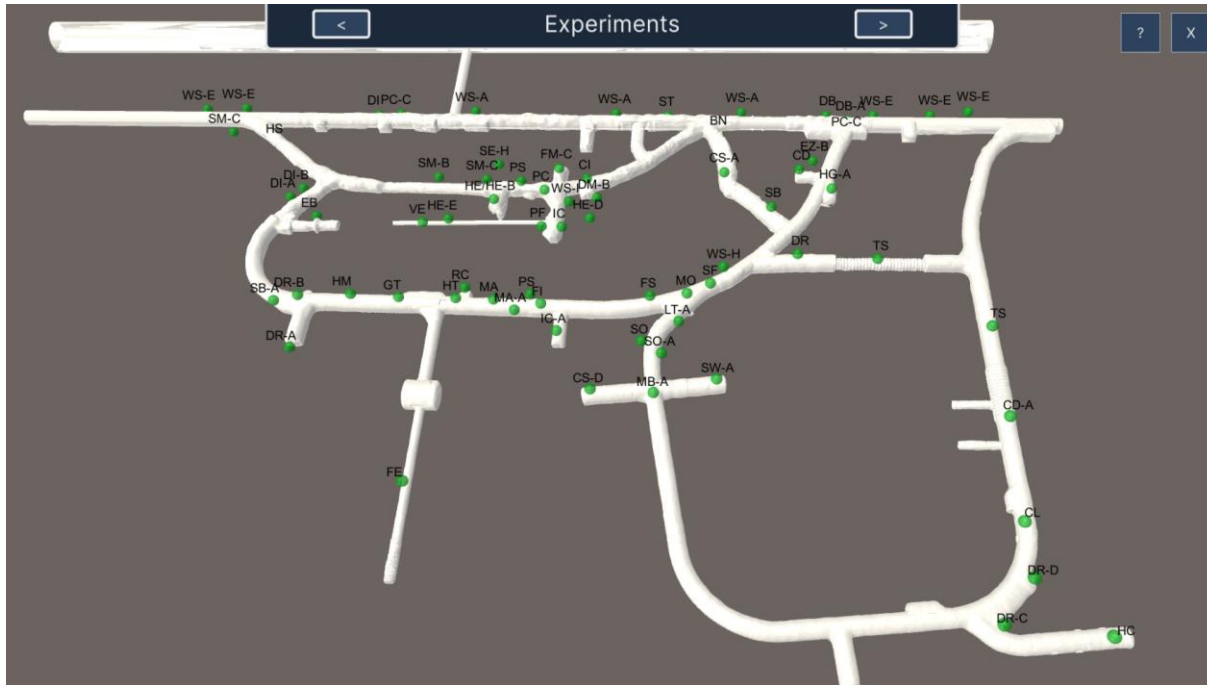 < Experiments >
? X
WS-E WS-E DI PC-C WS-A WS-A ST WS-A DB DB-A WS-E WS-E WS-E
SM-C HS BN PC-C
SE-H FM-C CI EZ-B
SM-B SM-C PS PC CS-A CD
DI-B HE/HE-B WS-I DM-B HG-A
DI-A
EB VE HE-E PF IC HE-D SB
DR TS
WS-H
SB-A DR-B HM GT HT RC MA PS FS MO SF
MA-A FI
LT-A
DR-A IC-A SO SO-A TS
CS-D MB-A SW-A
CD-A
FE
CL
DR-D
DR-C HC